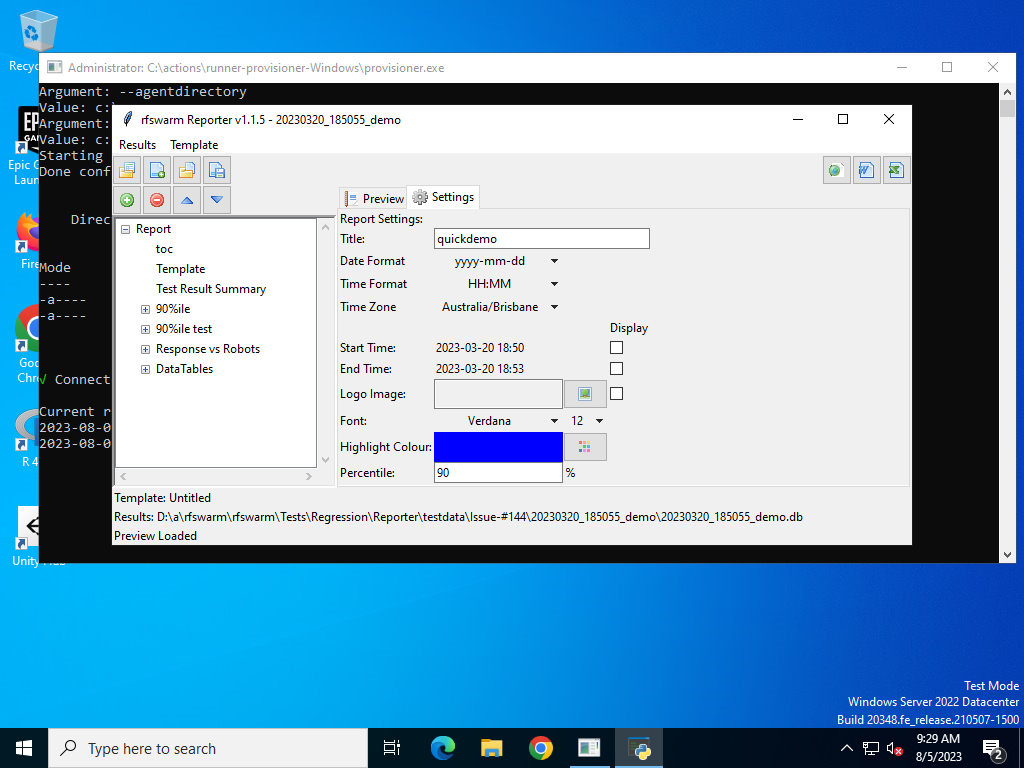 Administrator: C:\actions\runner-provisioner-Windows\provisioner.exe
Argument: --agentdirectory
Value: c:\
Argument:
Value: c:
Starting
Done conf
Direc
Mode
----
-a----
-a----
√ Connect
Current r
2023-08-0
2023-08-0
Recyc
Epic G
Laun
Fire
Goo
Chro
R 4
Unity Hub
rfswarm Reporter v1.1.5 - 20230320_185055_demo
Results Template
Preview Settings
Report
toc
Template
Test Result Summary
90%ile
90%ile test
Response vs Robots
DataTables
Report Settings:
Title: quickdemo
Date Format yyyy-mm-dd
Time Format HH:MM
Time Zone Australia/Brisbane
Display
Start Time: 2023-03-20 18:50
End Time: 2023-03-20 18:53
Logo Image:
Font: Verdana 12
Highlight Colour:
Percentile: 90 %
Template: Untitled
Results: D:\a\rfswarm\rfswarm\Tests\Regression\Reporter\testdata\Issue-#144\20230320_185055_demo\20230320_185055_demo.db
Preview Loaded
Test Mode
Windows Server 2022 Datacenter
Build 20348.fe_release.210507-1500
Type here to search
9:29 AM
8/5/2023
2